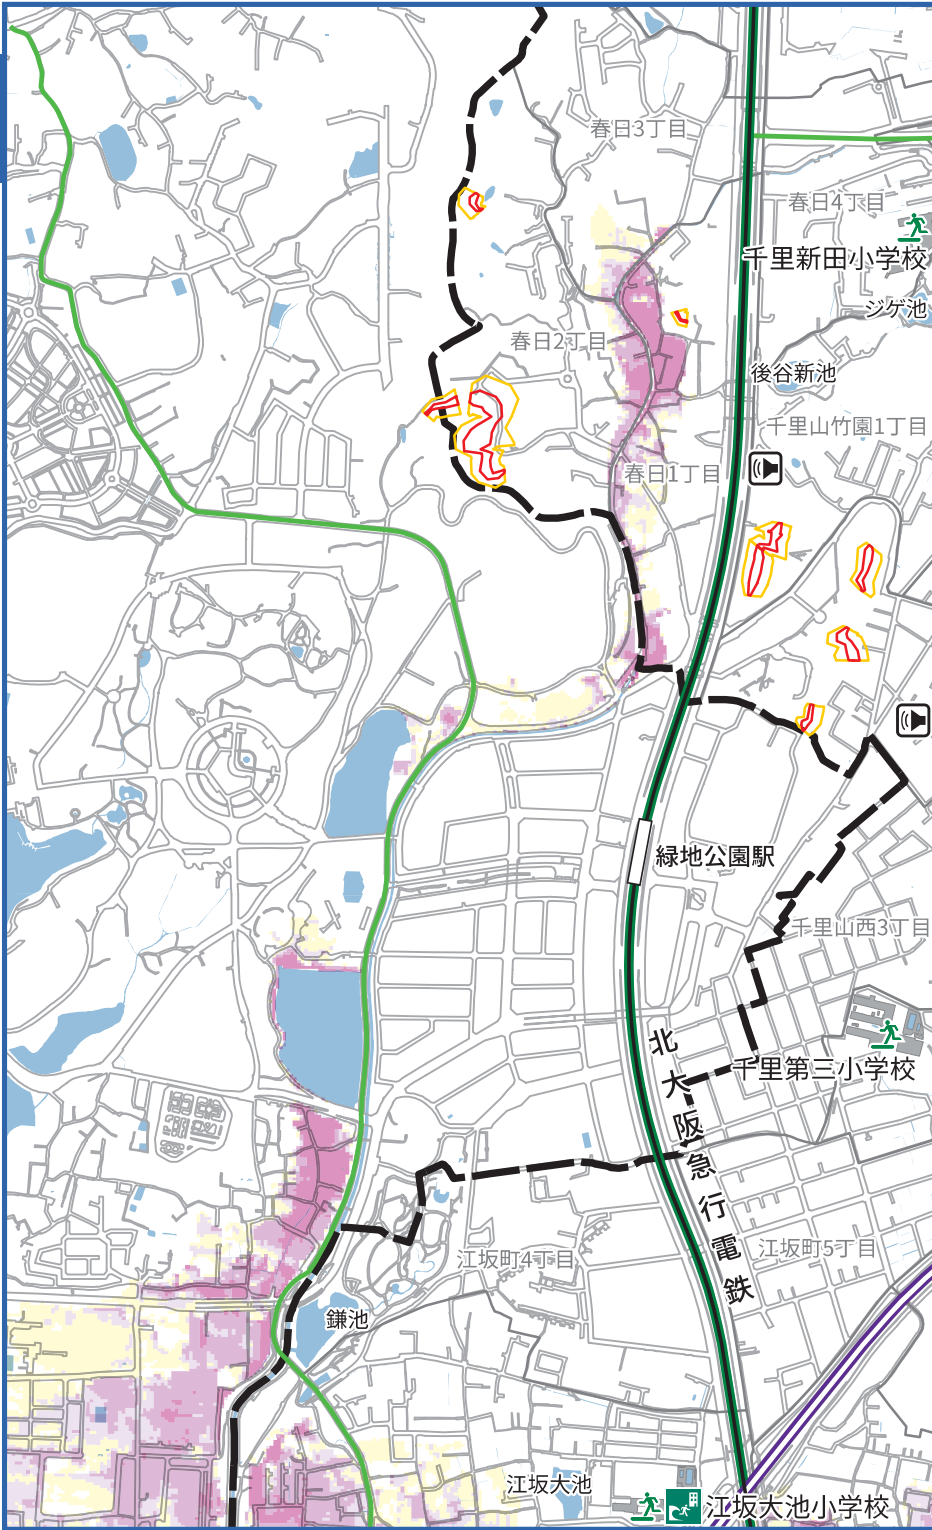 春日3丁目
春日4丁目
千里新田小学校
ジゲ池
春日2丁目
後谷新池
千里山竹園1丁目
春日1丁目
緑地公園駅
千里山西3丁目
北大阪急行電鉄
千里第三小学校
江坂町4丁目
江坂町5丁目
鎌池
江坂大池
江坂大池小学校